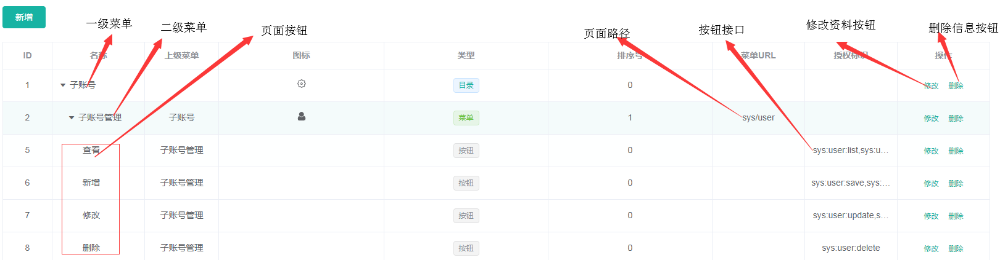 新增
一级菜单 二级菜单 页面按钮 页面路径 按钮接口 修改资料按钮 删除信息按钮
ID 名称 上级菜单 图标 类型 排序号 菜单URL 授权标识 操作
1 子账号 目录 0 修改 删除
2 子账号管理 子账号 菜单 1 sys/user 修改 删除
5 查看 子账号管理 按钮 0 sys:user:list,sys:u... 修改 删除
6 新增 子账号管理 按钮 0 sys:user:save,sys:... 修改 删除
7 修改 子账号管理 按钮 0 sys:user:update,s... 修改 删除
8 删除 子账号管理 按钮 0 sys:user:delete 修改 删除